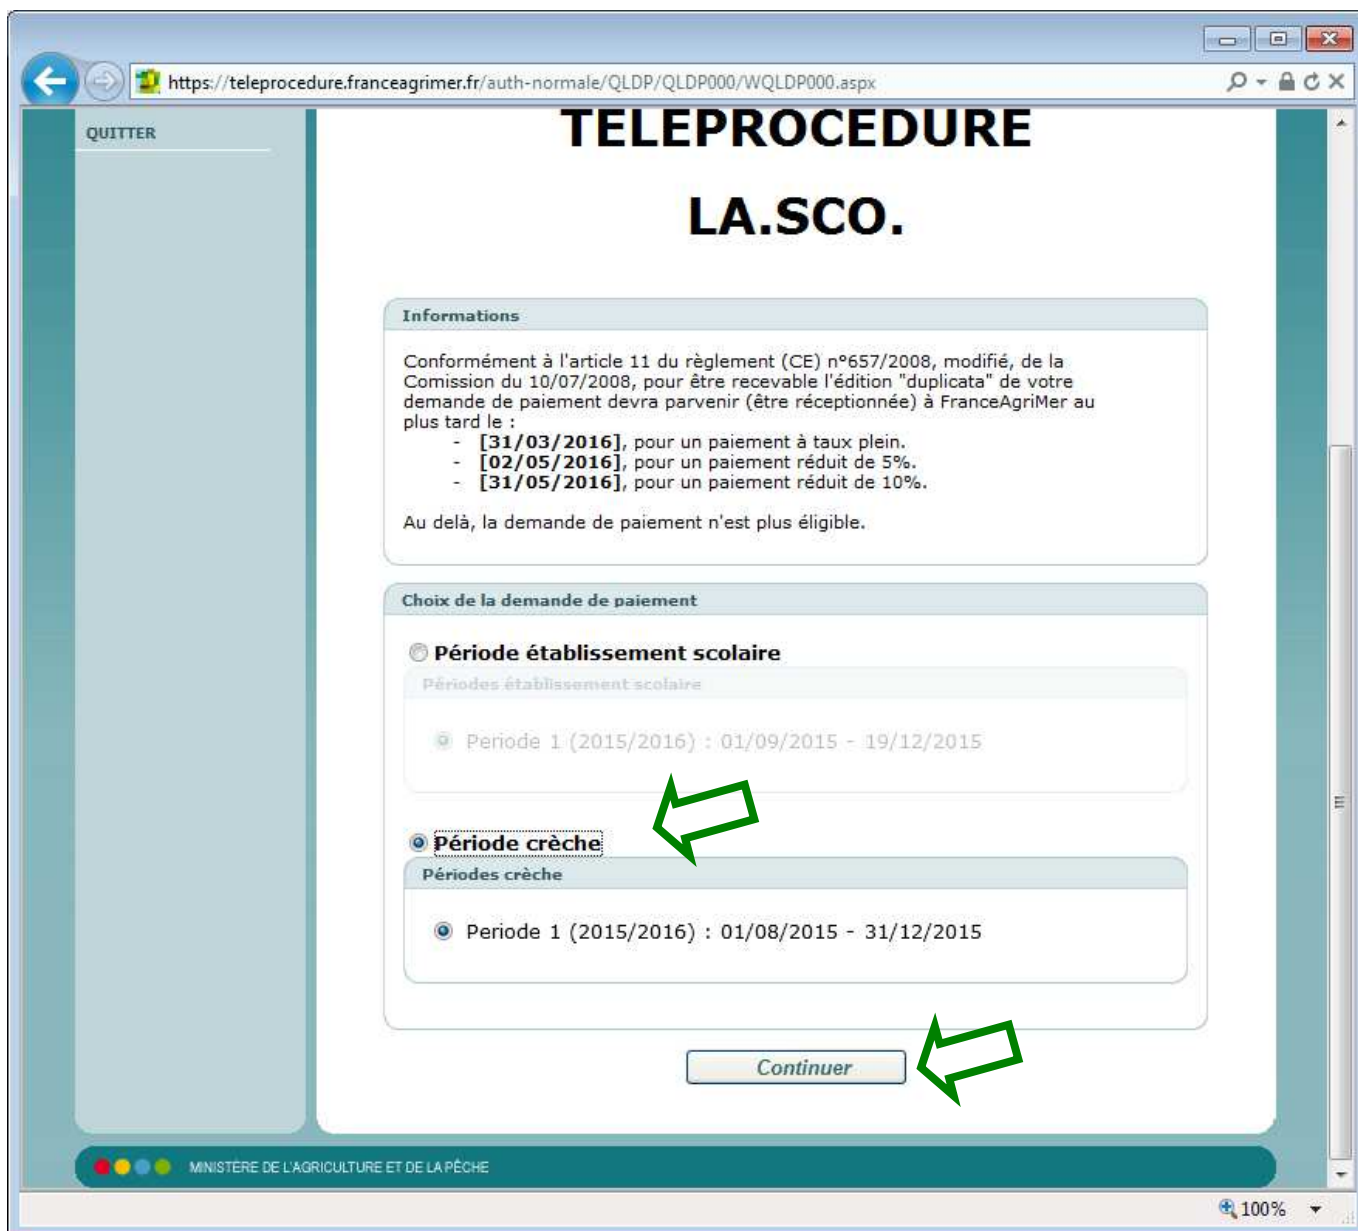 https://teleprocedure.franceagrimer.fr/auth-normale/QLDP/QLDP000/WQLDP000.aspx
QUITTER
TELEPROCEDURE
LA.SCO.
Informations
Conformément à l'article 11 du règlement (CE) n°657/2008, modifié, de la
Comission du 10/07/2008, pour être recevable l'édition "duplicata" de votre
demande de paiement devra parvenir (être réceptionnée) à FranceAgriMer au
plus tard le :
- [31/03/2016], pour un paiement à taux plein.
- [02/05/2016], pour un paiement réduit de 5%.
- [31/05/2016], pour un paiement réduit de 10%.
Au delà, la demande de paiement n'est plus éligible.
Choix de la demande de paiement
Période établissement scolaire
Périodes établissement scolaire
Periode 1 (2015/2016) : 01/09/2015 - 19/12/2015
Période crèche
Périodes crèche
Periode 1 (2015/2016) : 01/08/2015 - 31/12/2015
Continuer
MINISTÈRE DE L'AGRICULTURE ET DE LA PÊCHE
100%